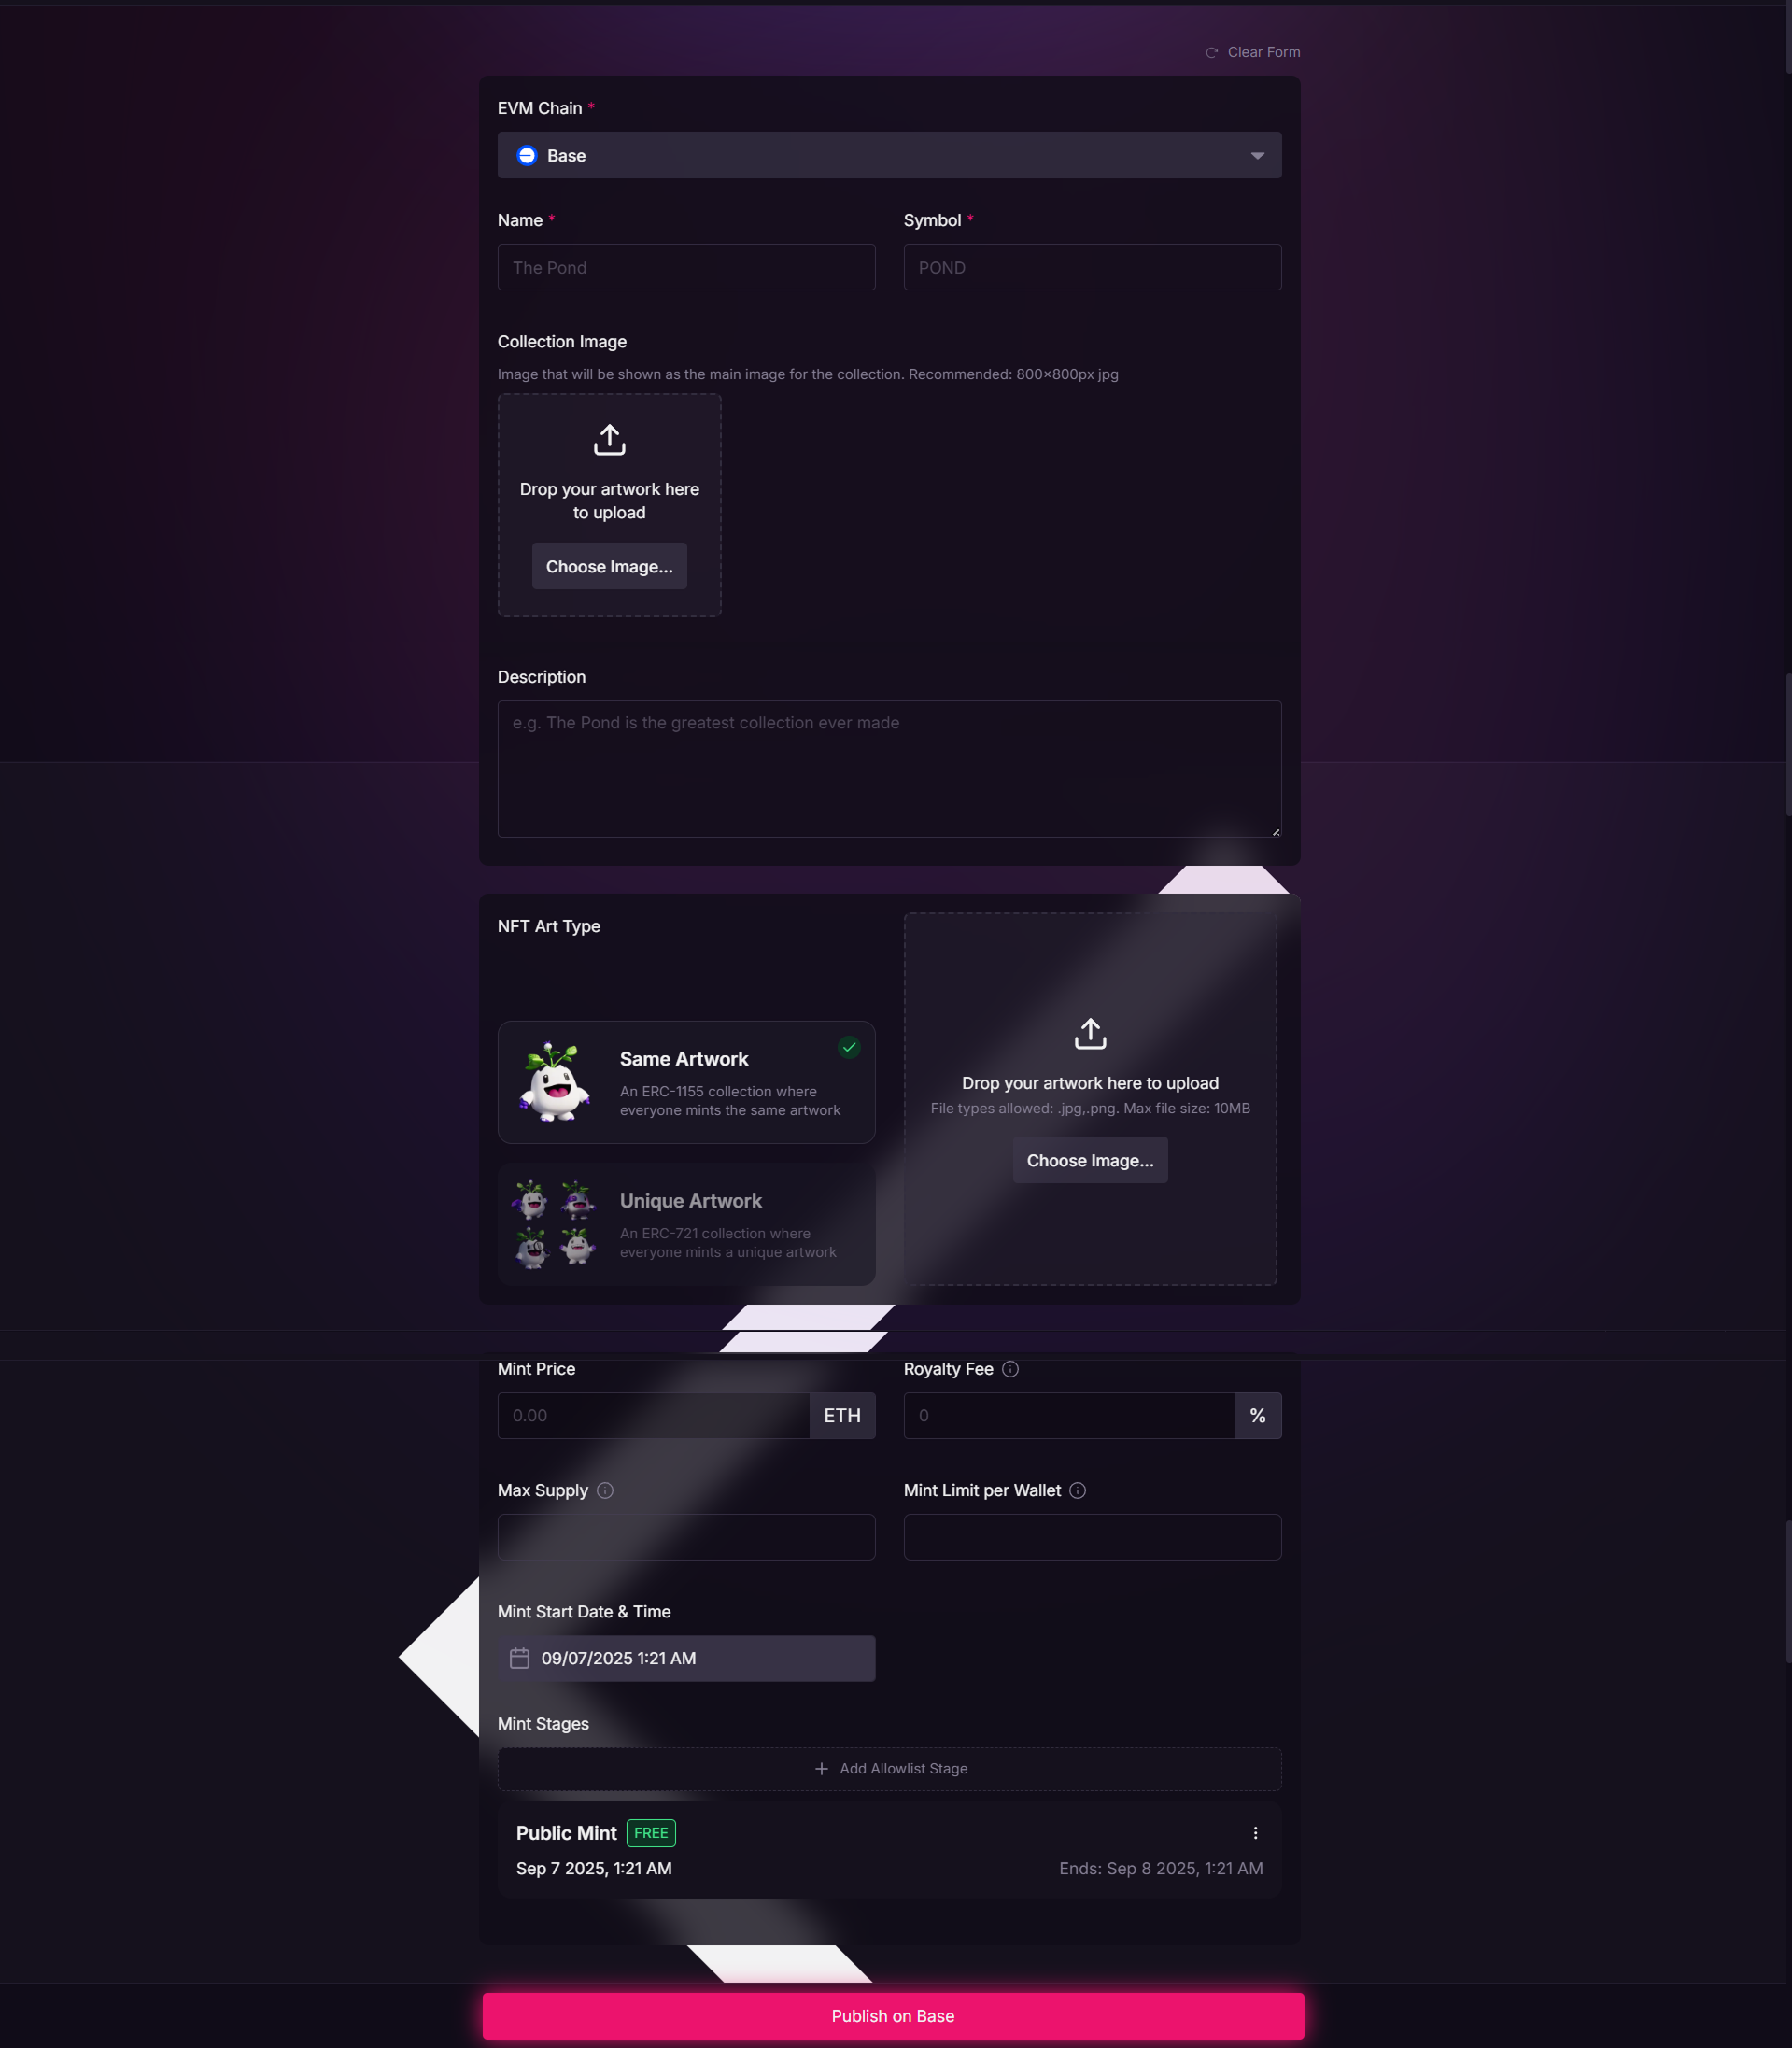 Clear Form
EVM Chain *
Base
Name *
Symbol *
The Pond
POND
Collection Image
Image that will be shown as the main image for the collection. Recommended: 800x800px jpg
Drop your artwork here
to upload
Choose Image...
Description
e.g. The Pond is the greatest collection ever made
NFT Art Type
Same Artwork
An ERC-1155 collection where
everyone mints the same artwork
Unique Artwork
An ERC-721 collection where
everyone mints a unique artwork
Drop your artwork here to upload
File types allowed: .jpg,.png. Max file size: 10MB
Choose Image...
Mint Price
Royalty Fee
0.00
ETH
0
%
Max Supply
Mint Limit per Wallet
Mint Start Date & Time
09/07/2025 1:21 AM
Mint Stages
Add Allowlist Stage
Public Mint
FREE
Sep 7 2025, 1:21 AM
Ends: Sep 8 2025, 1:21 AM
Publish on Base